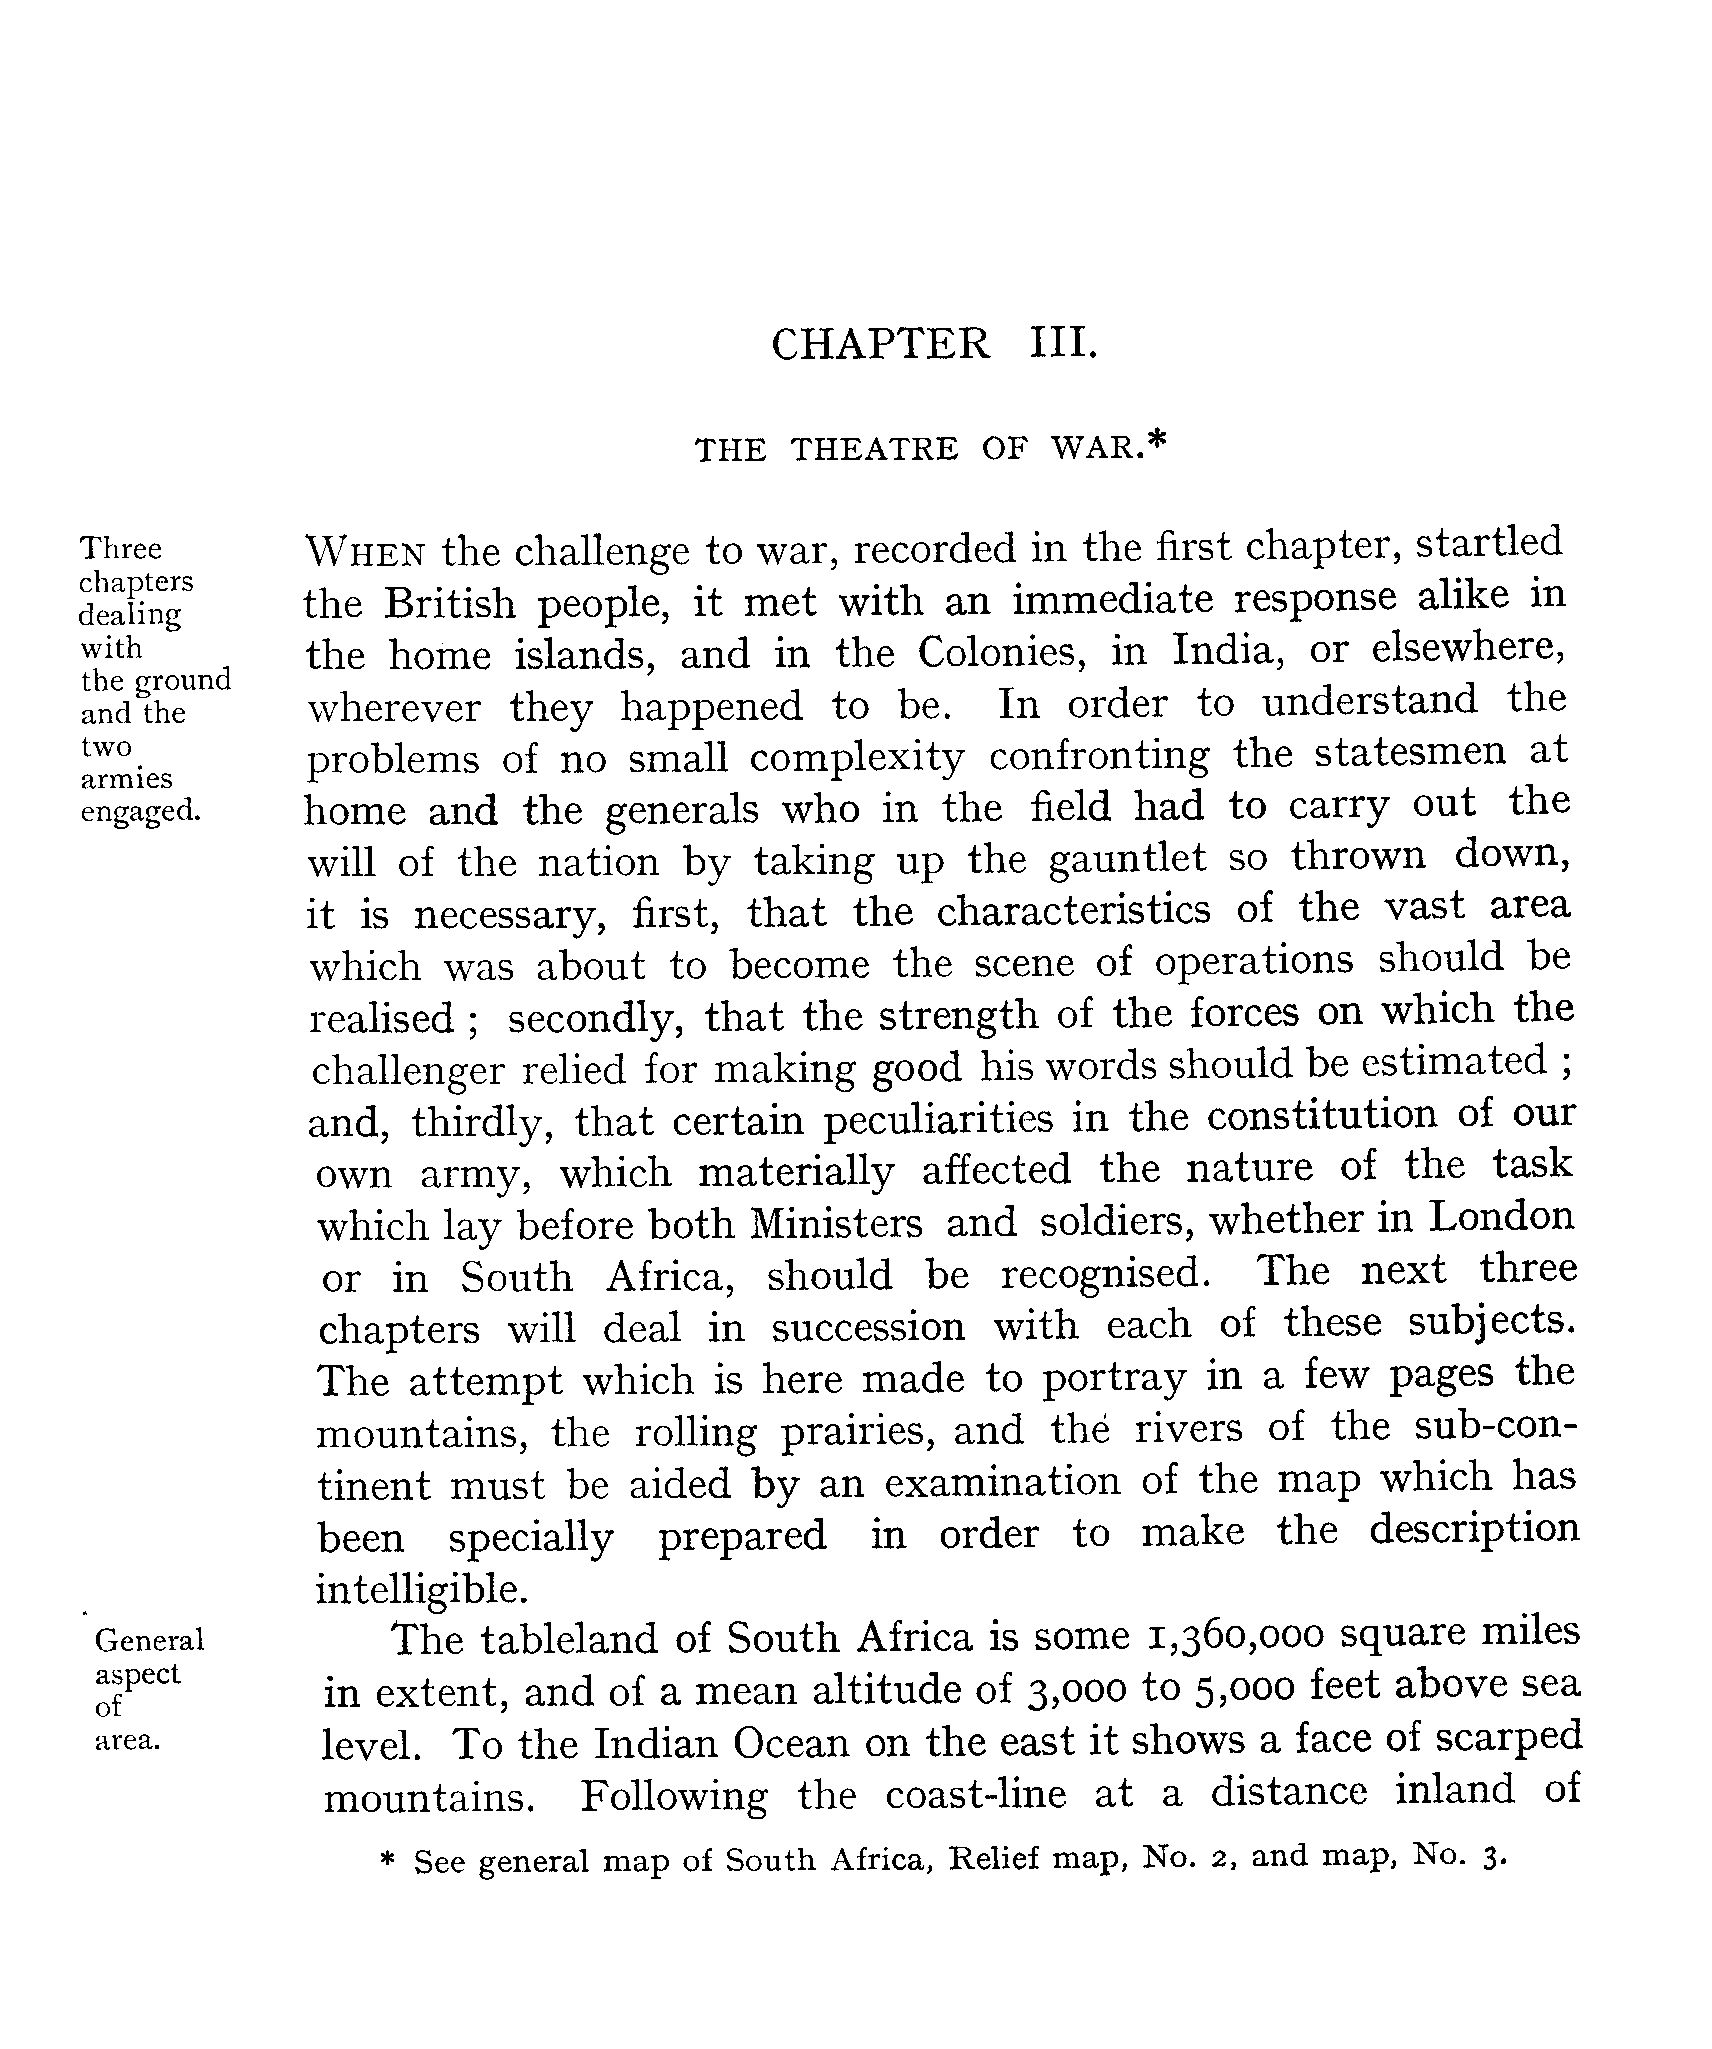 CHAPTER III.
THE THEATRE OF WAR.*
Three
chapters
dealing
with
the ground
and the
two
armies
engaged.
WHEN the challenge to war, recorded in the first chapter, startled
the British people, it met with an immediate response alike in
the home islands, and in the Colonies, in India, or elsewhere,
wherever they happened to be. In order to understand the
problems of no small complexity confronting the statesmen at
home and the generals who in the field had to carry out the
will of the nation by taking up the gauntlet so thrown down,
it is necessary, first, that the characteristics of the vast area
which was about to become the scene of operations should be
realised ; secondly, that the strength of the forces on which the
challenger relied for making good his words should be estimated ;
and, thirdly, that certain peculiarities in the constitution of our
own army, which materially affected the nature of the task
which lay before both Ministers and soldiers, whether in London
or in South Africa, should be recognised. The next three
chapters will deal in succession with each of these subjects.
The attempt which is here made to portray in a few pages the
mountains, the rolling prairies, and the rivers of the sub-con-
tinent must be aided by an examination of the map which has
been specially prepared in order to make the description
intelligible.
General
aspect
of
area.
The tableland of South Africa is some 1,360,000 square miles
in extent, and of a mean altitude of 3,000 to 5,000 feet above sea
level. To the Indian Ocean on the east it shows a face of scarped
mountains. Following the coast-line at a distance inland of
* See general map of South Africa, Relief map, No. 2, and map, No. 3.